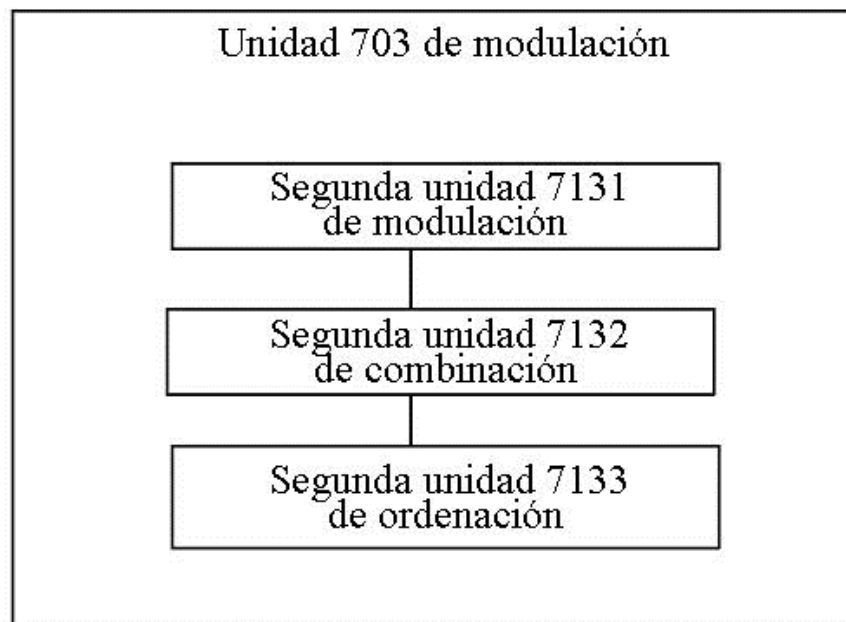 Unidad 703 de modulación
Segunda unidad 7131
de modulación
Segunda unidad 7132
de combinación
Segunda unidad 7133
de ordenación